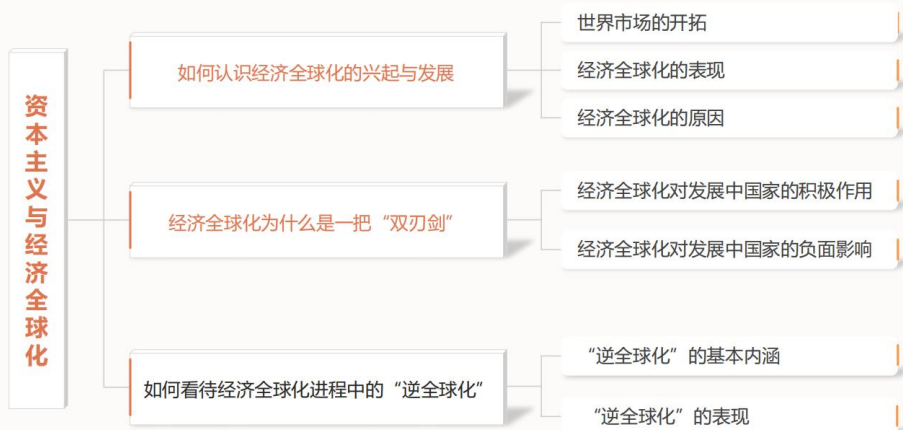 资本主义与经济全球化
如何认识经济全球化的兴起与发展
世界市场的开拓
经济全球化的表现
经济全球化的原因
经济全球化为什么是一把“双刃剑”
经济全球化对发展中国家的积极作用
经济全球化对发展中国家的负面影响
如何看待经济全球化进程中的“逆全球化”
“逆全球化”的基本内涵
“逆全球化”的表现